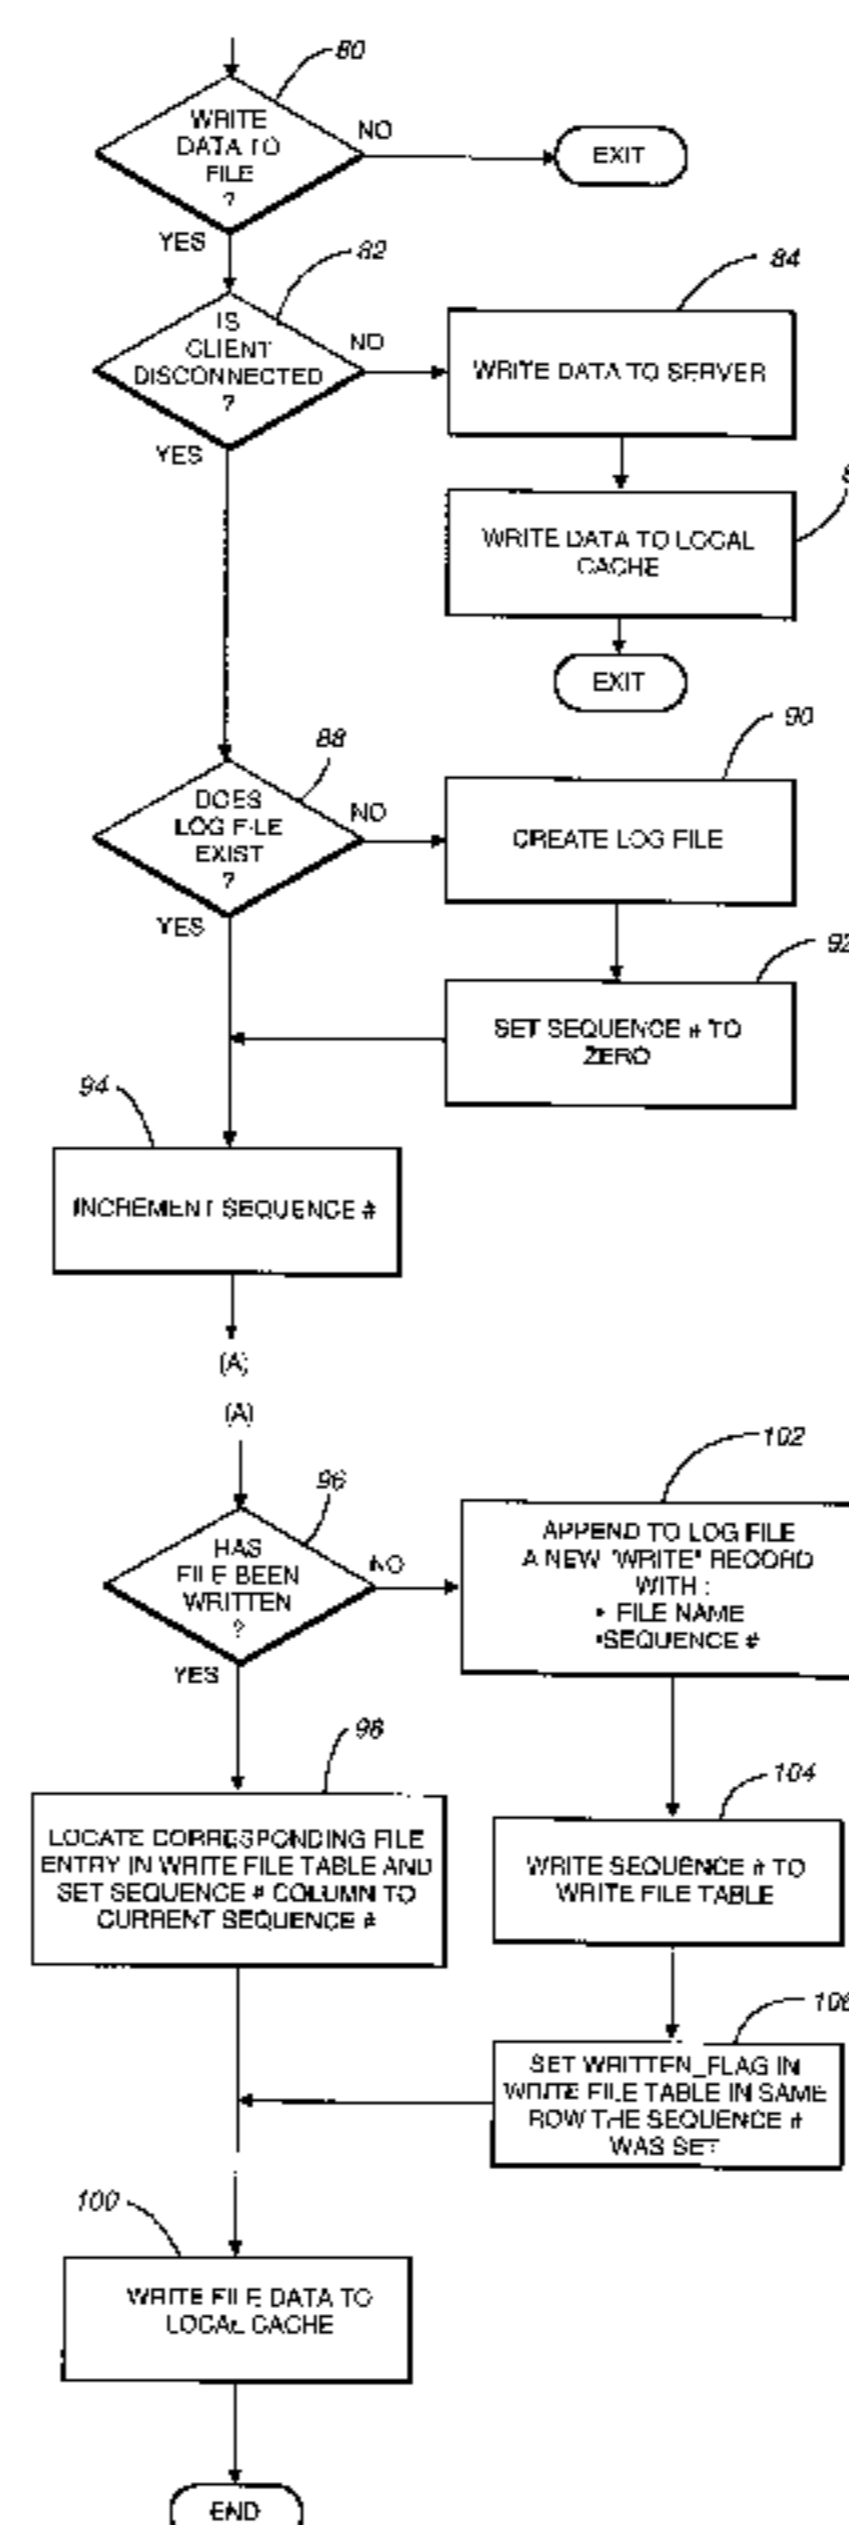 80
WRITE
DATA TO
FILE
?
NO
EXIT
YES
82
IS
CLIENT
DISCONNECTED
?
NO
84
WRITE DATA TO SERVER
YES
8
WRITE DATA TO LOCAL
CACHE
EXIT
88
DOES
LOG FILE
EXIST
?
NO
90
CREATE LOG FILE
YES
92
SET SEQUENCE # TO
ZERO
94
INCREMENT SEQUENCE #
(A)
(A)
96
HAS
FILE BEEN
WRITTEN
?
NO
102
APPEND TO LOG FILE
A NEW "WRITE" RECORD
WITH :
• FILE NAME
•SEQUENCE #
YES
98
LOCATE CORRESPONDING FILE
ENTRY IN WRITE FILE TABLE AND
SET SEQUENCE # COLUMN TO
CURRENT SEQUENCE #
104
WRITE SEQUENCE # TO
WRITE FILE TABLE
106
SET WRITTEN_FLAG IN
WRITE FILE TABLE IN SAME
ROW THE SEQUENCE #
WAS SET
100
WRITE FILE DATA TO
LOCAL CACHE
END